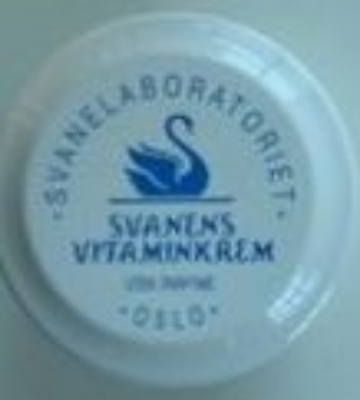 SVANELABORATORIET
SVANENS
VITAMINKREM
UTEN PARFYME
OSLO